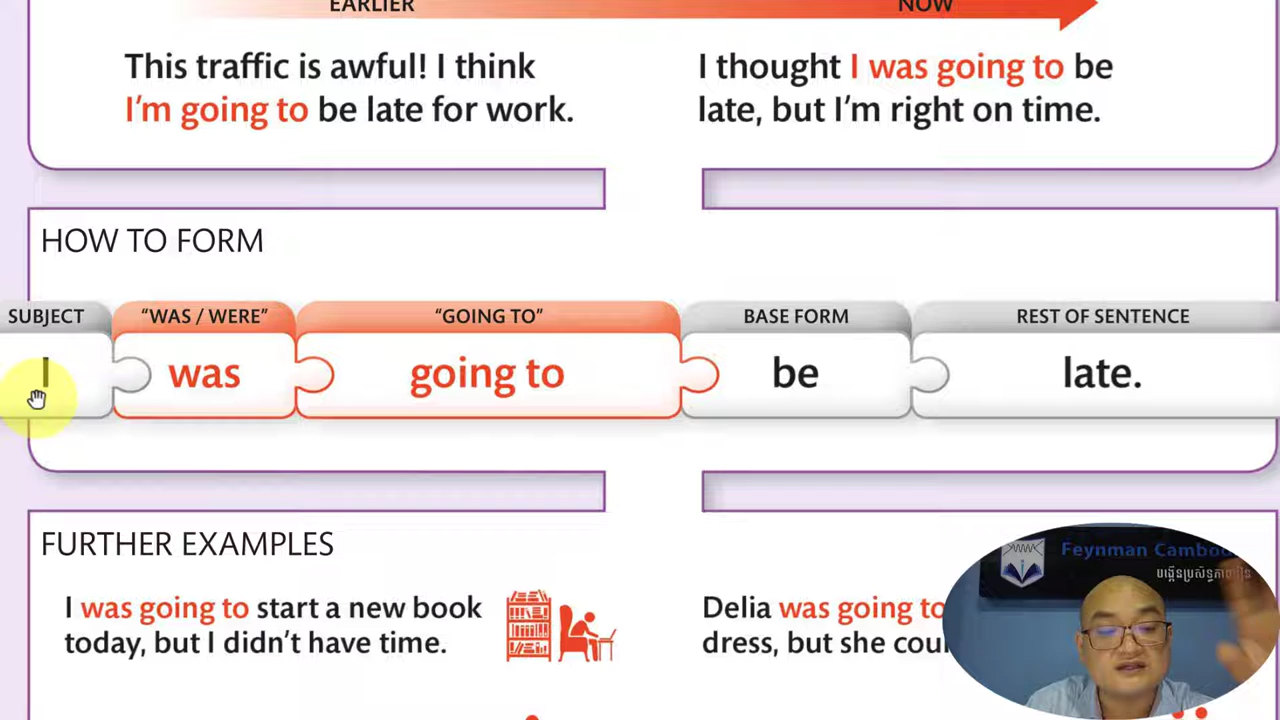 EARLIER
NOW
This traffic is awful! I think
I'm going to be late for work.
I thought I was going to be
late, but I'm right on time.
HOW TO FORM
SUBJECT
"WAS / WERE"
"GOING TO"
BASE FORM
REST OF SENTENCE
I
was
going to
be
late.
FURTHER EXAMPLES
I was going to start a new book
today, but I didn't have time.
Delia was going to
dress, but she
Feynman